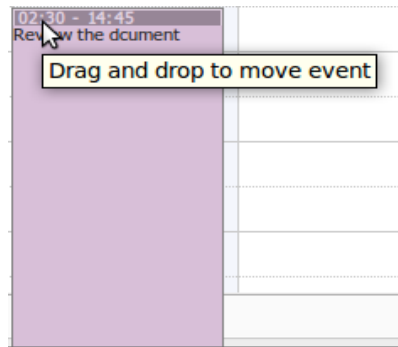 02:30 - 14:45
Review the dcument
Drag and drop to move event